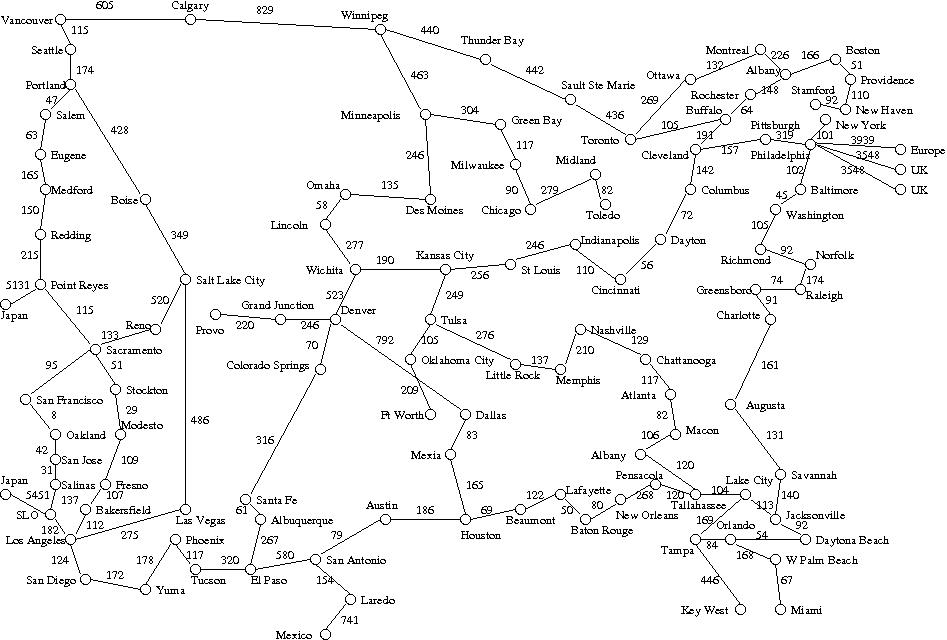 605
Calgary
829
Winnipeg
Vancouver
115
440
Thunder Bay
Seattle
174
Montreal
226
166
Boston
463
442
132
Albany
51
Portland
Sault Ste Marie
Ottawa
Providence
47
Rochester
148
Stamford
92
110
Salem
436
269
Buffalo
64
New Haven
Minneapolis
304
Green Bay
105
Pittsburgh
New York
63
428
Toronto
191
319
101
3939
Europe
117
Cleveland
157
Philadelphia
3548
Eugene
246
Milwaukee
Midland
142
102
3548
UK
165
90
279
82
Columbus
Baltimore
UK
Medford
Omaha
135
45
Boise
58
Des Moines
Chicago
Toledo
72
Washington
150
Lincoln
105
Redding
349
277
Kansas City
246
Indianapolis
Dayton
92
Richmond
Norfolk
215
Wichita
190
256
St Louis
110
56
Salt Lake City
Cincinnati
74
174
5131
Point Reyes
523
249
Greensboro
Raleigh
Japan
115
520
Grand Junction
Denver
91
Reno
Provo
220
246
792
Tulsa
Charlotte
133
105
276
Nashville
129
Sacramento
70
210
95
51
Colorado Springs
Oklahoma City
137
Chattanooga
161
Little Rock
Memphis
117
Stockton
209
Atlanta
San Francisco
29
Ft Worth
Dallas
82
Augusta
8
486
Modesto
83
Macon
131
Oakland
316
106
42
Mexia
Albany
San Jose
109
120
31
165
Pensacola
Lake City
Savannah
Japan
Salinas
Fresno
5451
137
107
Santa Fe
Lafayette
268
120
104
140
Bakersfield
61
Austin
122
80
Tallahassee
113
SLO
112
Las Vegas
Albuquerque
186
69
50
New Orleans
169
Jacksonville
182
Beaumont
Baton Rouge
Orlando
92
Los Angeles
275
Phoenix
267
79
Houston
54
Daytona Beach
124
178
117
580
San Antonio
Tampa
84
168
320
W Palm Beach
San Diego
172
Tucson
El Paso
154
446
67
Yuma
Laredo
741
Key West
Miami
Mexico